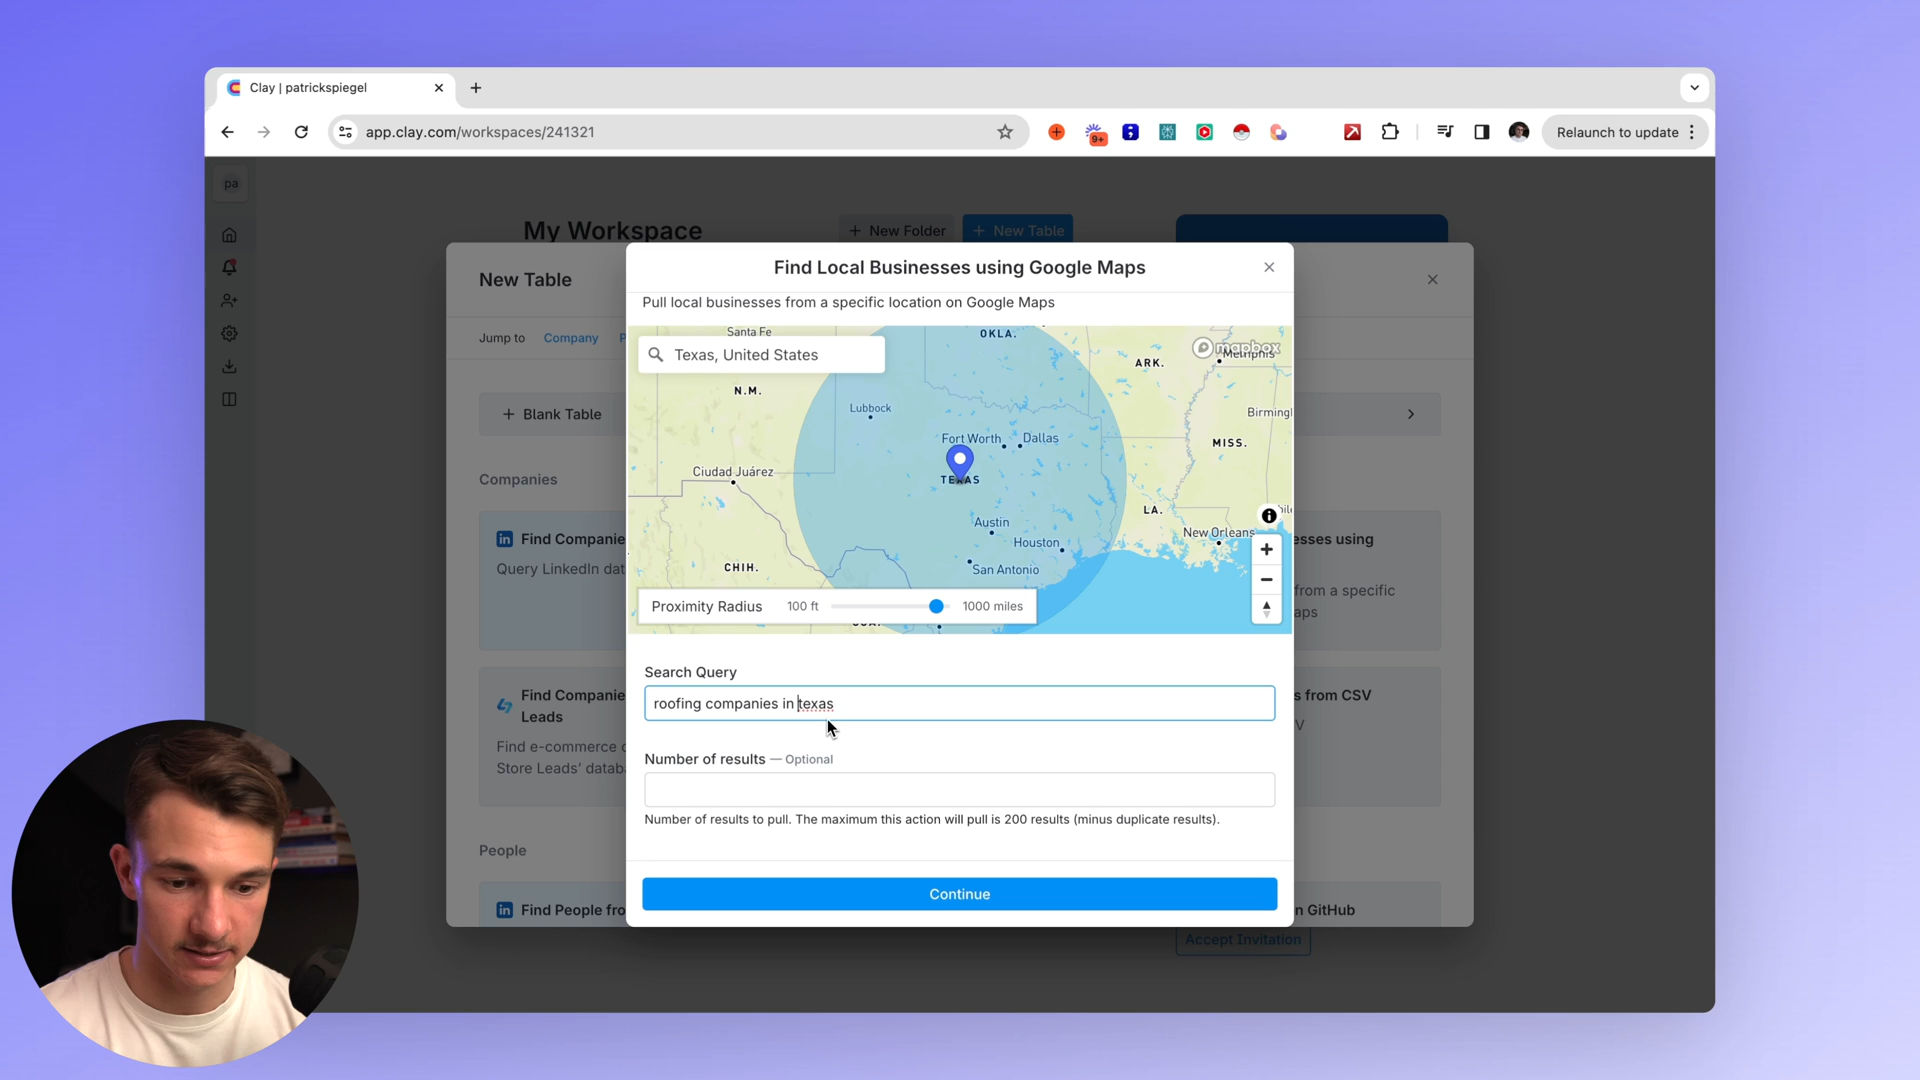 Clay | patrickspiegel
app.clay.com/workspaces/241321
9+
Relaunch to update
pa
My Workspace
+ New Folder
+ New Table
New Table
Jump to
Company
P
+ Blank Table
Companies
Find Companie
Query LinkedIn dat
Find Companie
Leads
Find e-commerce c
Store Leads' datab
People
Find People fro
Find Local Businesses using Google Maps
Pull local businesses from a specific location on Google Maps
Texas, United States
mapbox
Santa Fe
OKLA.
Memphis
ARK.
N.M.
Lubbock
Birming
Fort Worth
Dallas
MISS.
Ciudad Juárez
TEXAS
LA.
Austin
New Orleans
Houston
CHIH.
San Antonio
Proximity Radius
100 ft
1000 miles
Search Query
roofing companies in texas
Number of results — Optional
Number of results to pull. The maximum this action will pull is 200 results (minus duplicate results).
Continue
esses using
from a specific
aps
s from CSV
V
n GitHub
Accept Invitation